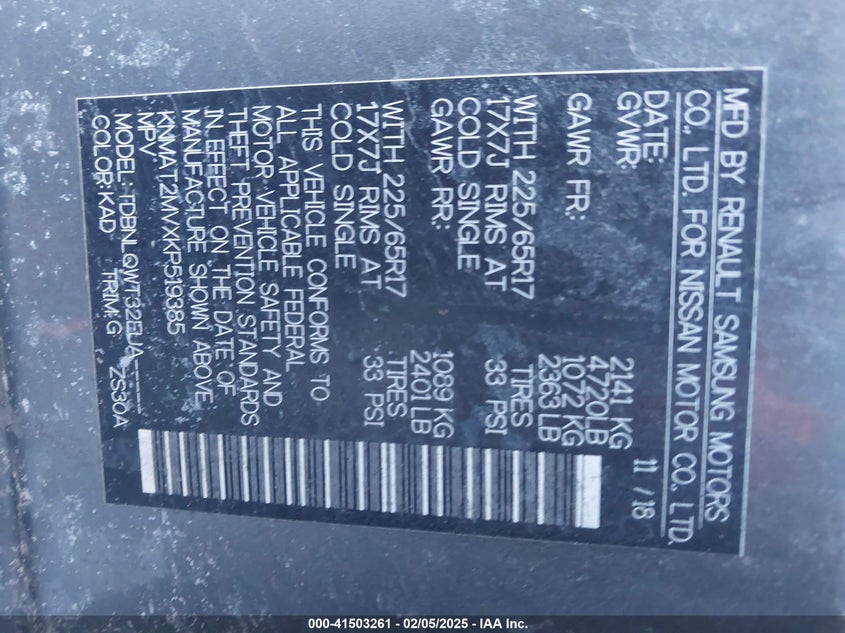 MFD BY RENAULT SAMSUNG MOTORS
CO., LTD. FOR NISSAN MOTOR CO., LTD.
DATE: 11 / 18
GVWR: 2141 KG
4720LB
GAWR FR: 1072 KG
2363 LB
WITH 225/65R17 TIRES
17X7J RIMS AT 33 PSI
COLD SINGLE
GAWR RR: 1089 KG
2401 LB
WITH 225/65R17 TIRES
17X7J RIMS AT 33 PSI
COLD SINGLE
THIS VEHICLE CONFORMS TO
ALL APPLICABLE FEDERAL
MOTOR VEHICLE SAFETY AND
THEFT PREVENTION STANDARDS
IN EFFECT ON THE DATE OF
MANUFACTURE SHOWN ABOVE
KNMAT2MVXKP519385
MPV
MODEL: TDBNLQWT32EUA
COLOR: KAD TRIM: G ZS30A
000-41503261 - 02/05/2025 - IAA Inc.